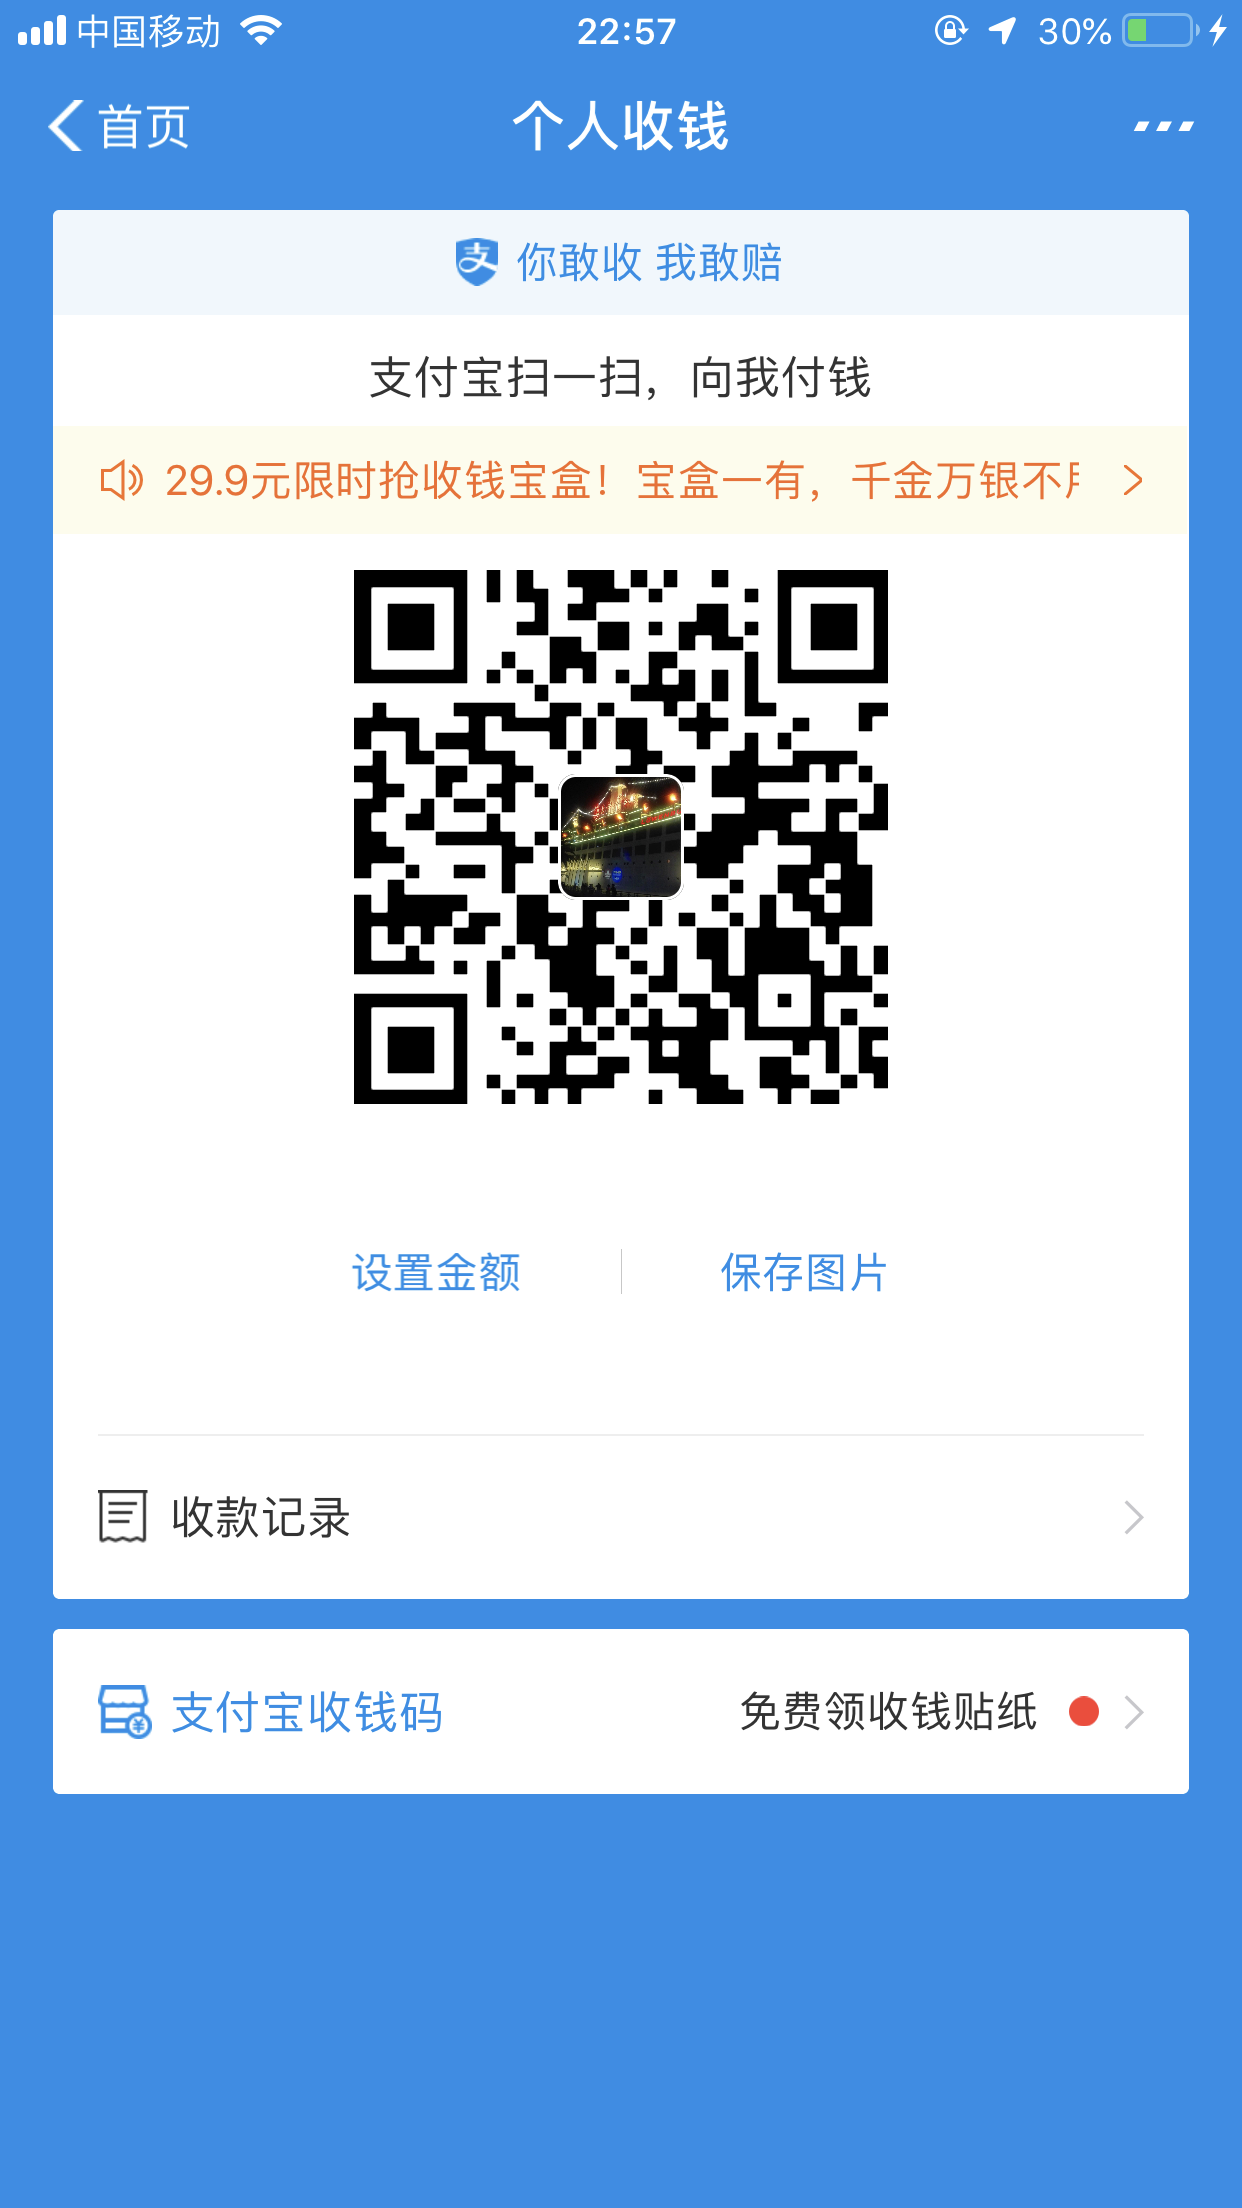 中国移动 22:57 30%
首页 个人收钱
你敢收 我敢赔
支付宝扫一扫，向我付钱
29.9元限时抢收钱宝盒！宝盒一有，千金万银不
设置金额 保存图片
收款记录
支付宝收钱码 免费领收钱贴纸